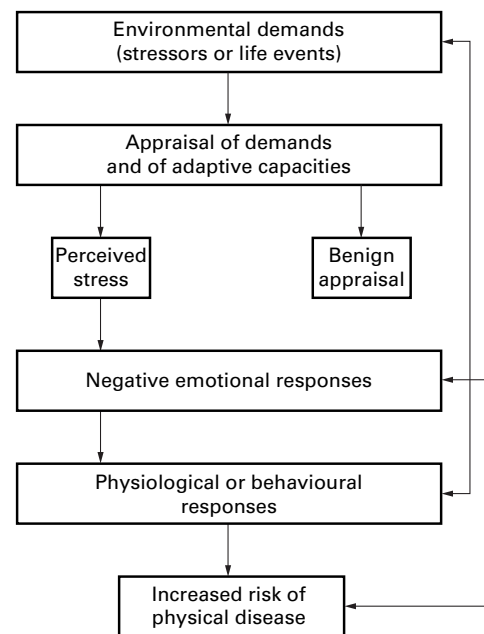 Environmental demands
(stressors or life events)
Appraisal of demands
and of adaptive capacities
Perceived
stress
Benign
appraisal
Negative emotional responses
Physiological or behavioural
responses
Increased risk of
physical disease